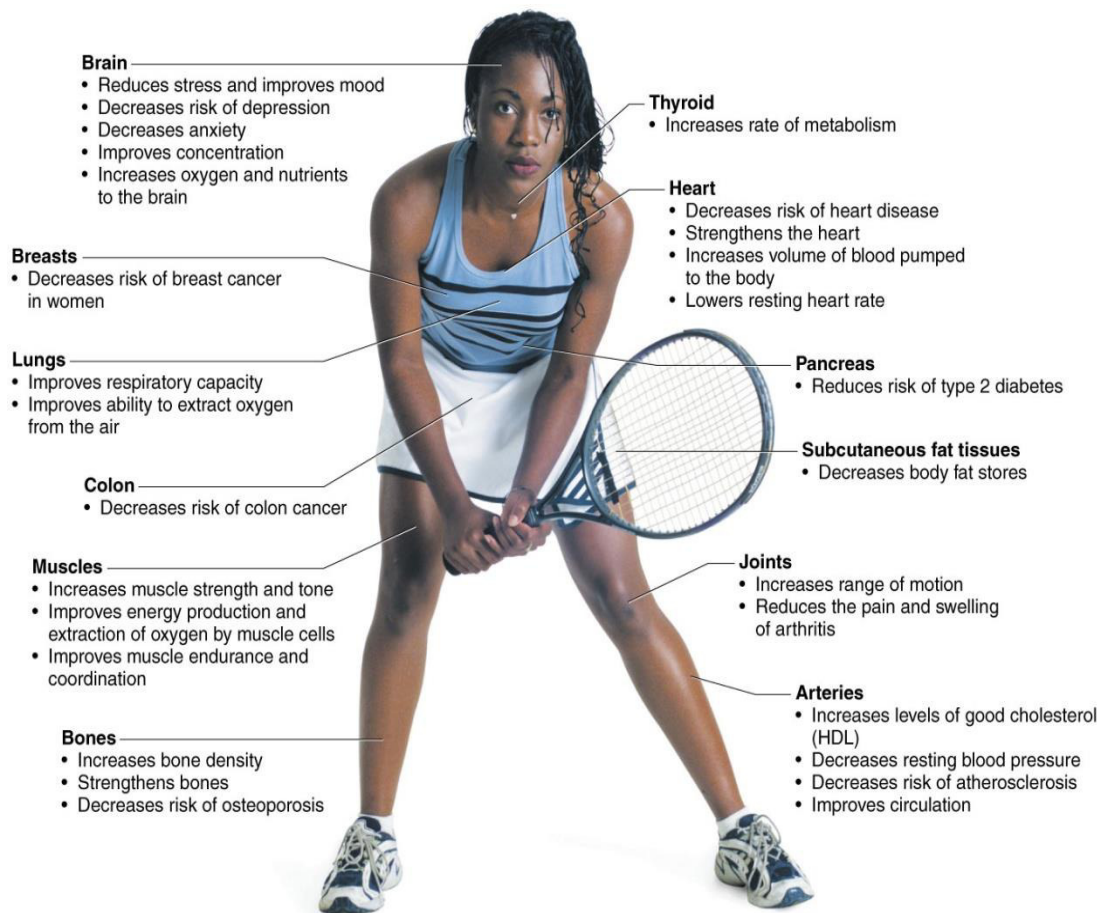 Brain
• Reduces stress and improves mood
• Decreases risk of depression
• Decreases anxiety
• Improves concentration
• Increases oxygen and nutrients
to the brain
Breasts
• Decreases risk of breast cancer
in women
Lungs
• Improves respiratory capacity
• Improves ability to extract oxygen
from the air
Colon
• Decreases risk of colon cancer
Muscles
• Increases muscle strength and tone
• Improves energy production and
extraction of oxygen by muscle cells
• Improves muscle endurance and
coordination
Bones
• Increases bone density
• Strengthens bones
• Decreases risk of osteoporosis
Thyroid
• Increases rate of metabolism
Heart
• Decreases risk of heart disease
• Strengthens the heart
• Increases volume of blood pumped
to the body
• Lowers resting heart rate
Pancreas
• Reduces risk of type 2 diabetes
Subcutaneous fat tissues
• Decreases body fat stores
Joints
• Increases range of motion
• Reduces the pain and swelling
of arthritis
Arteries
• Increases levels of good cholesterol
(HDL)
• Decreases resting blood pressure
• Decreases risk of atherosclerosis
• Improves circulation